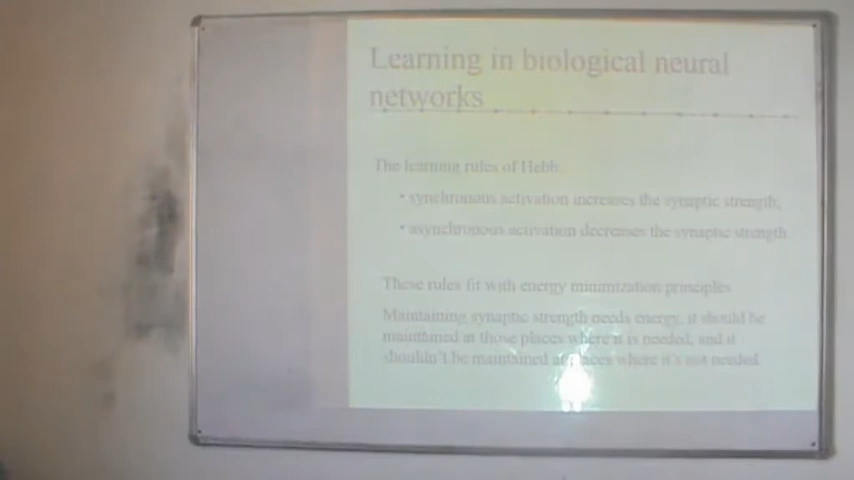 Learning in biological neural
networks
The learning rules of Hebb:
• synchronous activation increases the synaptic strength;
• asynchronous activation decreases the synaptic strength.
These rules fit with energy minimization principles.
Maintaining synaptic strength needs energy, it should be
maintained at those places where it is needed, and it
shouldn't be maintained at places where it's not needed.